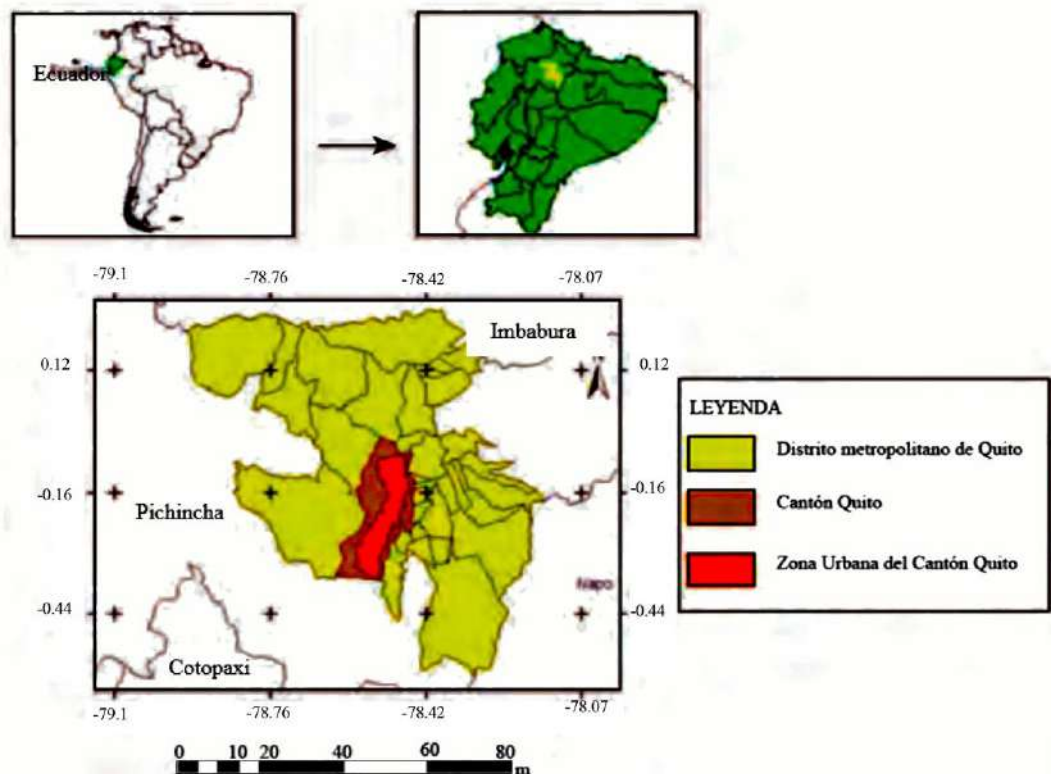 Ecuador
-79.1 -78.76 -78.42 -78.07
Imbabura
0.12 0.12
LEYENDA
Distrito metropolitano de Quito
-0.16 -0.16
Pichincha
Cantón Quito
Zona Urbana del Cantón Quito
Napo
-0.44 -0.44
Cotopaxi
-79.1 -78.76 -78.42 -78.07
0 10 20 40 60 80
m